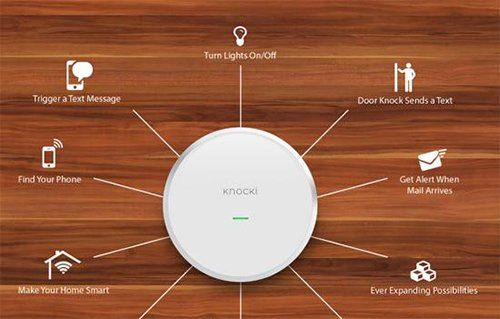 Turn Lights On/Off
Trigger a Text Message
Door Knock Sends a Text
Find Your Phone
knocki
Get Alert When
Mail Arrives
Make Your Home Smart
Ever Expanding Possibilities